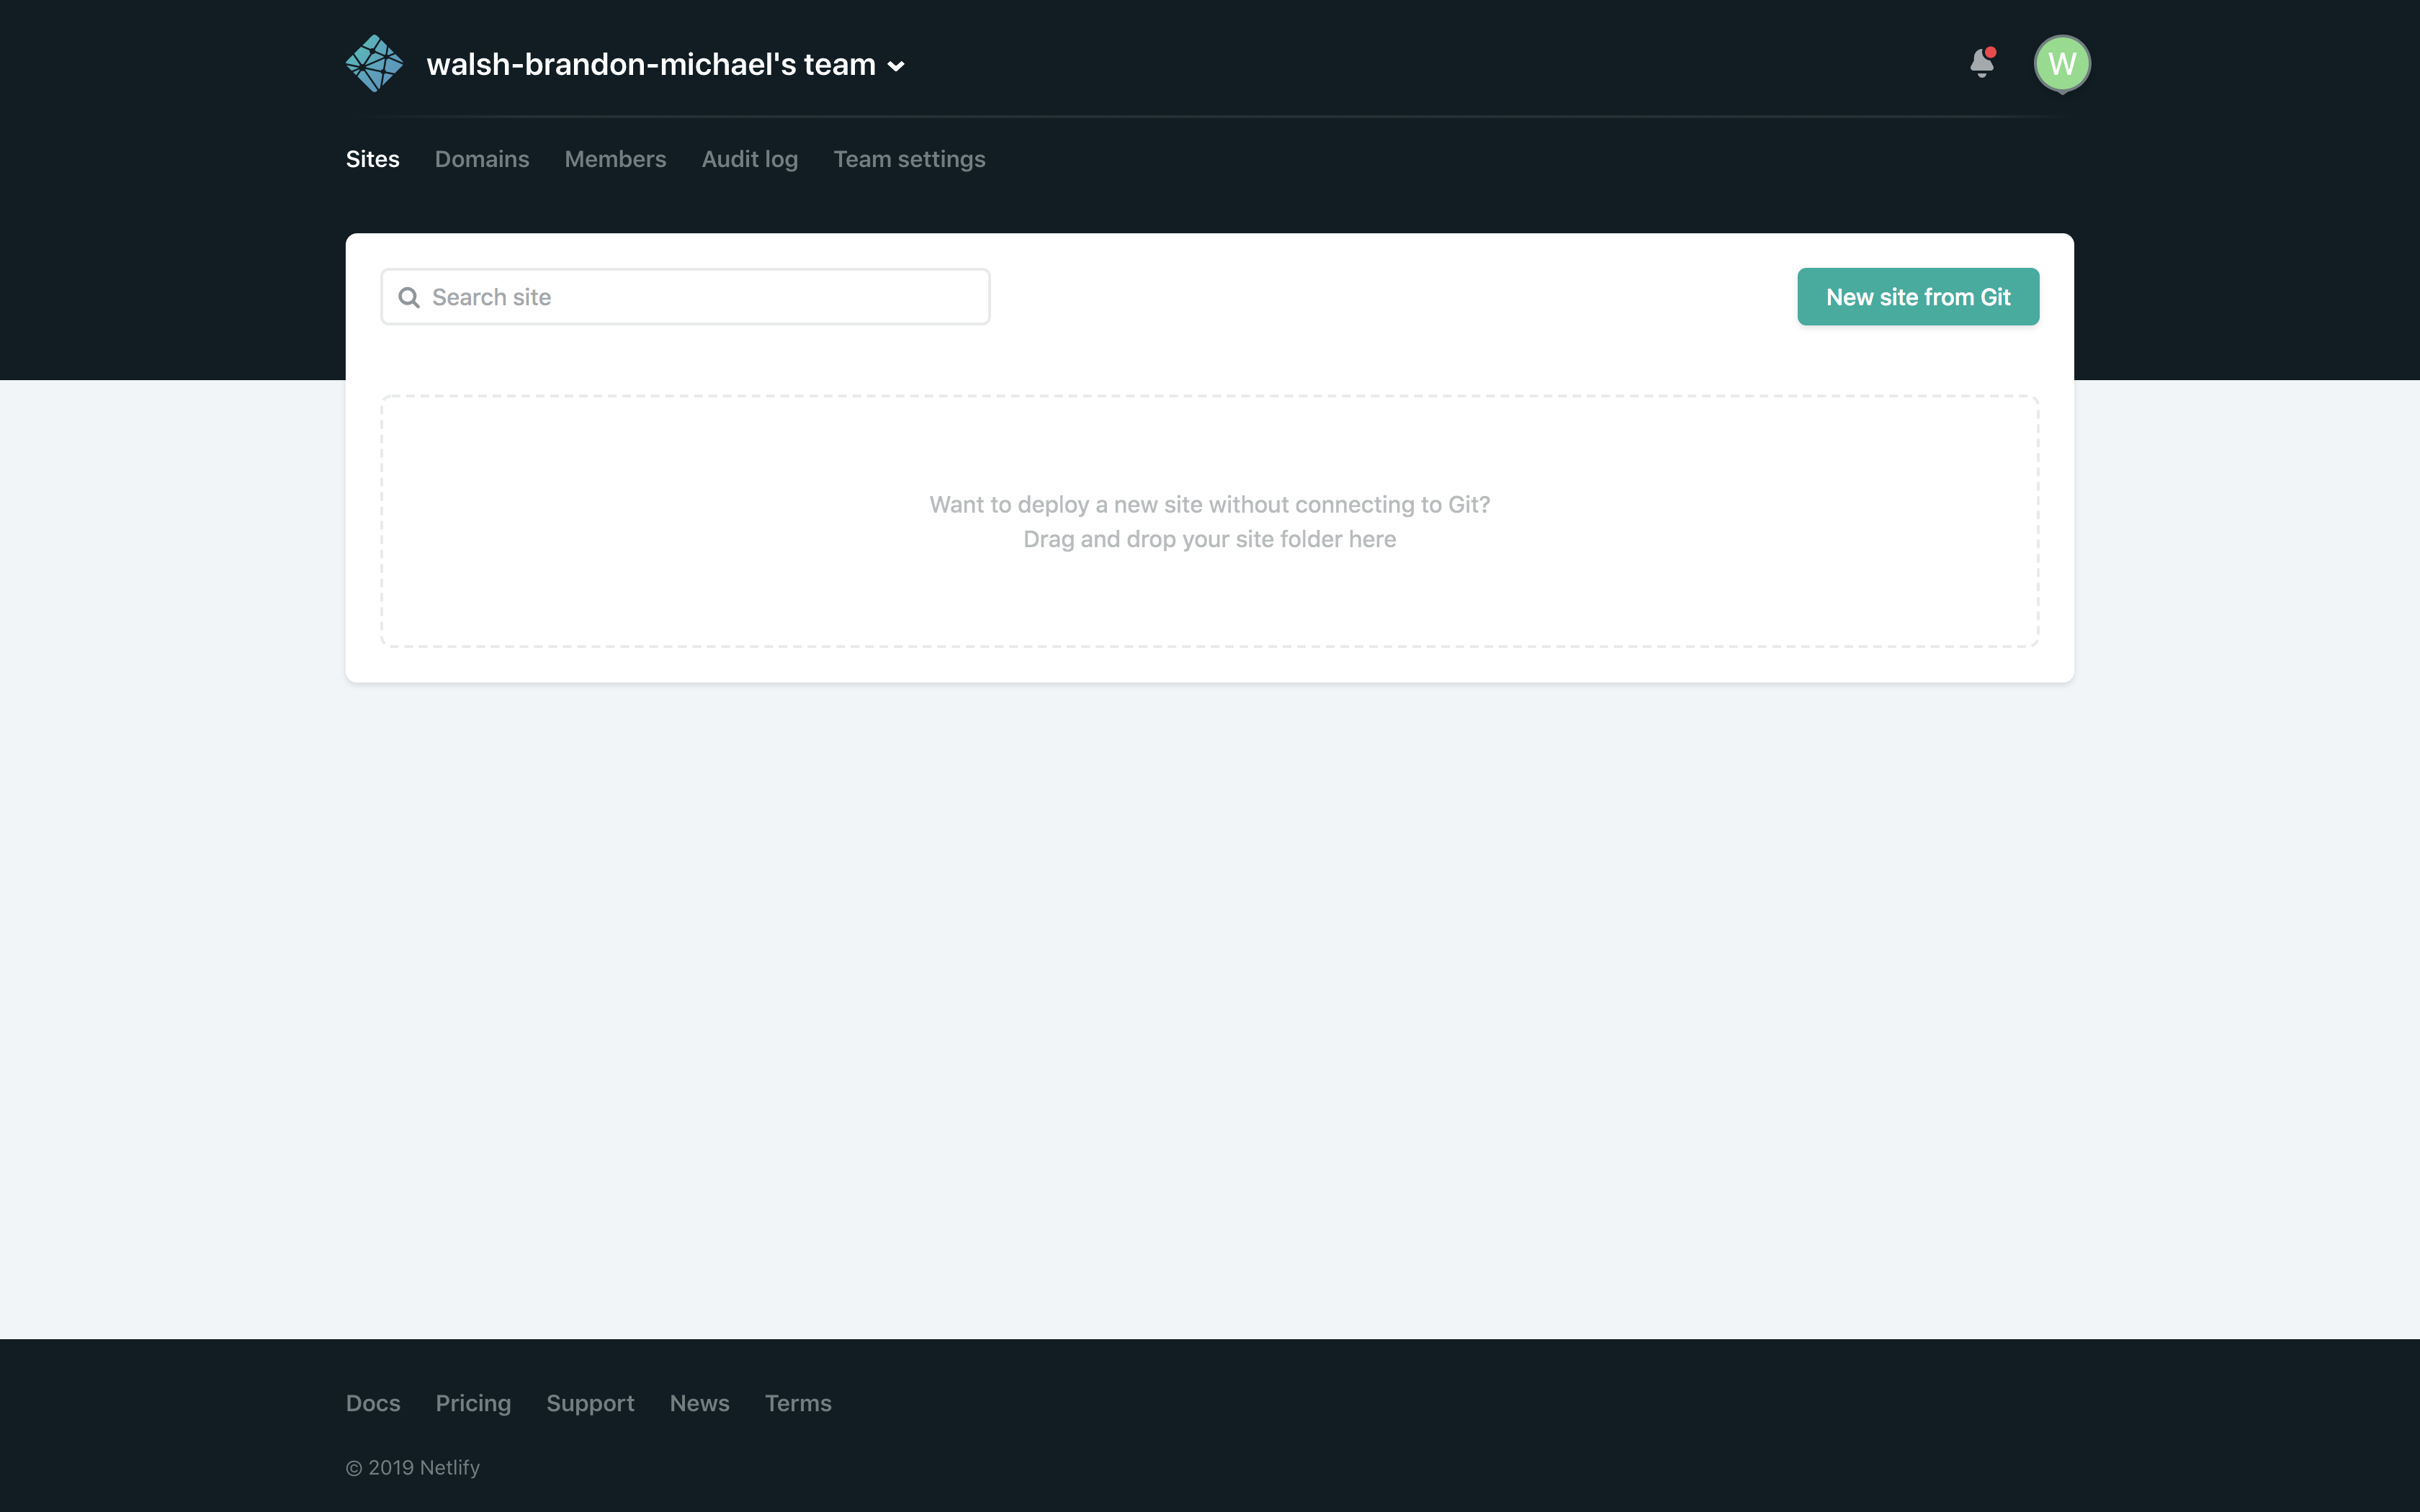 walsh-brandon-michael's team
W
Sites Domains Members Audit log Team settings
Search site
New site from Git
Want to deploy a new site without connecting to Git?
Drag and drop your site folder here
Docs Pricing Support News Terms
© 2019 Netlify